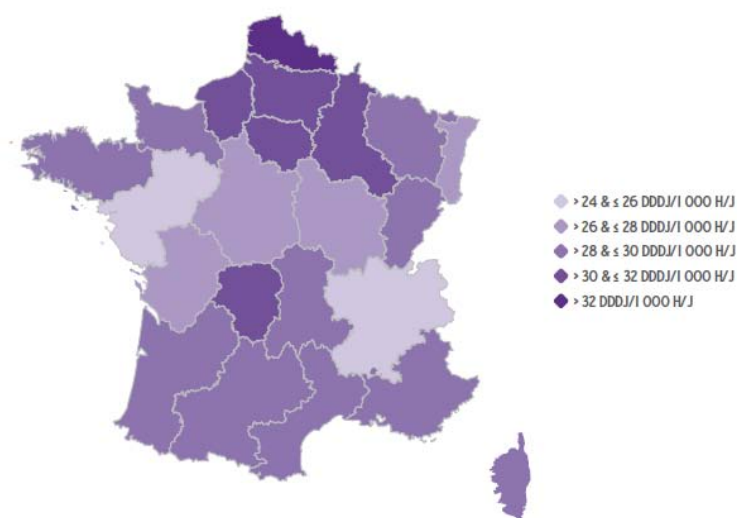 > 24 & ≤ 26 DDDJ/1 000 H/J
> 26 & ≤ 28 DDDJ/1 000 H/J
> 28 & ≤ 30 DDDJ/1 000 H/J
> 30 & ≤ 32 DDDJ/1 000 H/J
> 32 DDDJ/1 000 H/J